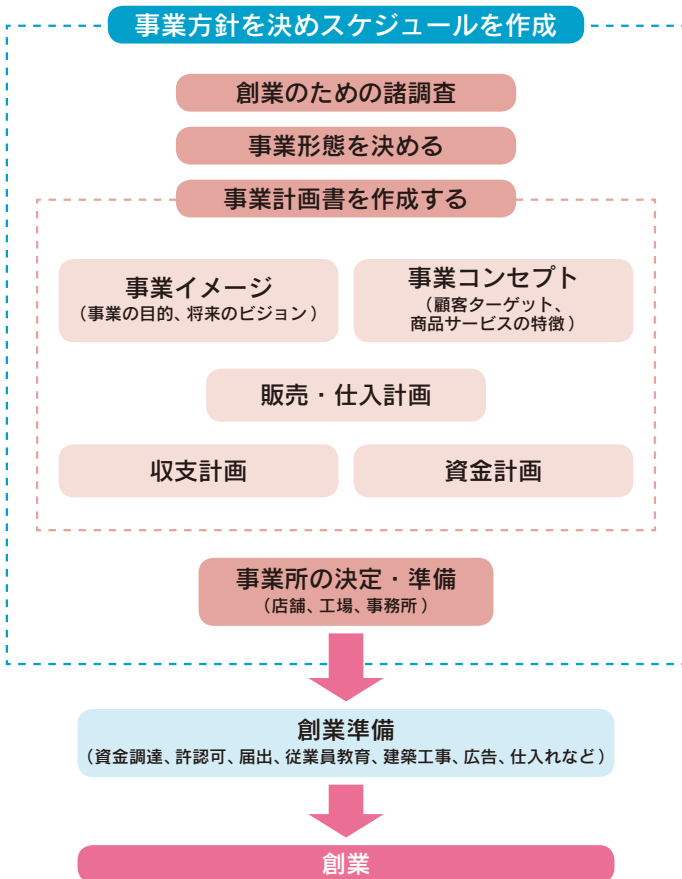 事業方針を決めスケジュールを作成
創業のための諸調査
事業形態を決める
事業計画書を作成する
事業イメージ
（事業の目的、将来のビジョン）
事業コンセプト
（顧客ターゲット、
商品サービスの特徴）
販売・仕入計画
収支計画
資金計画
事業所の決定・準備
（店舗、工場、事務所）
創業準備
（資金調達、許認可、届出、従業員教育、建築工事、広告、仕入れなど）
創業